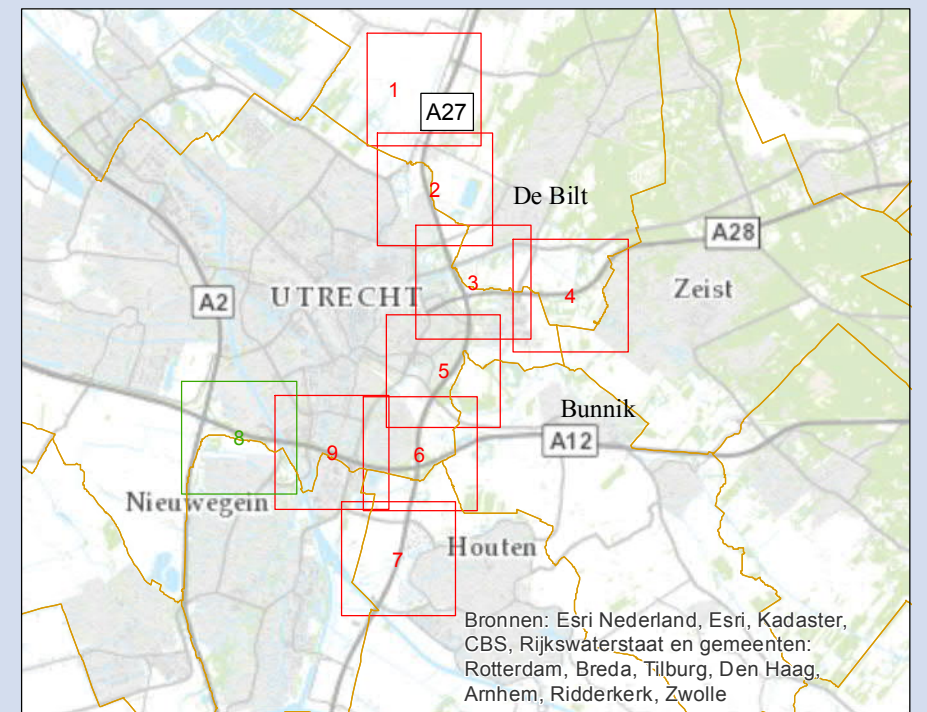 1
A27
2
De Bilt
A28
3
4
Zeist
A2
UTRECHT
5
Bunnik
8
9
6
A12
Nieuwegein
7
Houten
Bronnen: Esri Nederland, Esri, Kadaster,
CBS, Rijkswaterstaat en gemeenten:
Rotterdam, Breda, Tilburg, Den Haag,
Arnhem, Ridderkerk, Zwolle